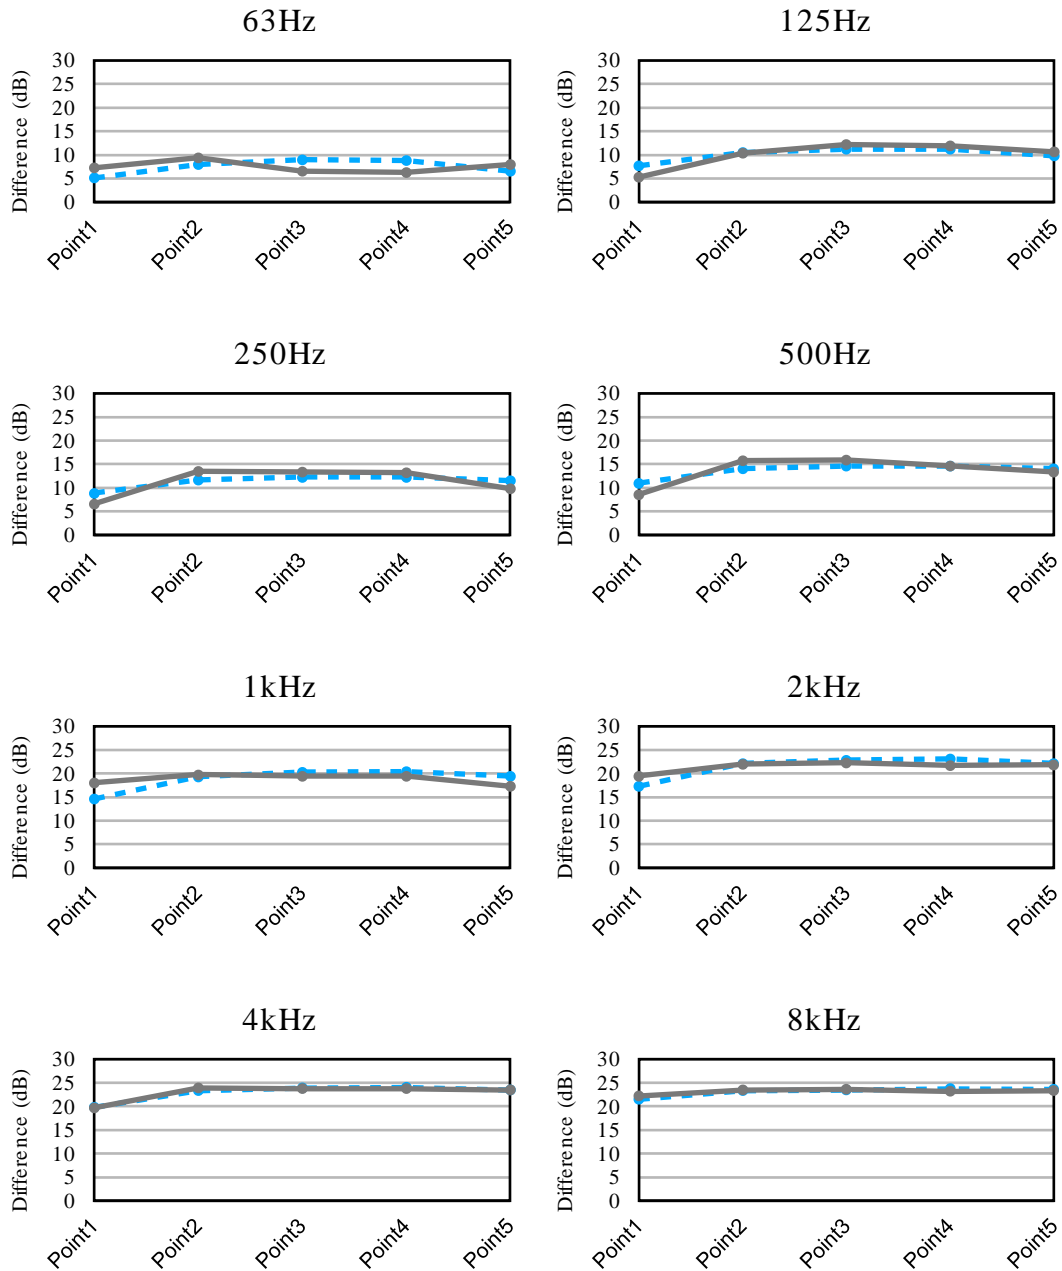 63Hz
Difference (dB)
30
25
20
15
10
5
0
Point1
Point2
Point3
Point4
Point5
125Hz
Difference (dB)
30
25
20
15
10
5
0
Point1
Point2
Point3
Point4
Point5
250Hz
Difference (dB)
30
25
20
15
10
5
0
Point1
Point2
Point3
Point4
Point5
500Hz
Difference (dB)
30
25
20
15
10
5
0
Point1
Point2
Point3
Point4
Point5
1kHz
Difference (dB)
30
25
20
15
10
5
0
Point1
Point2
Point3
Point4
Point5
2kHz
Difference (dB)
30
25
20
15
10
5
0
Point1
Point2
Point3
Point4
Point5
4kHz
Difference (dB)
30
25
20
15
10
5
0
Point1
Point2
Point3
Point4
Point5
8kHz
Difference (dB)
30
25
20
15
10
5
0
Point1
Point2
Point3
Point4
Point5